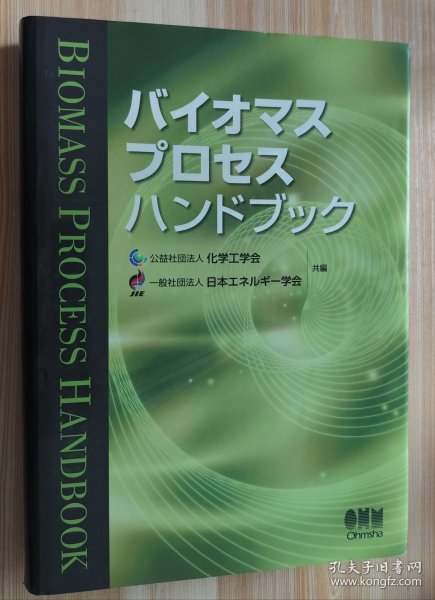 BIOMASS PROCESS HANDBOOK
バイオマス
プロセス
ハンドブック
公益社団法人 化学工学会
JIE 一般社団法人 日本エネルギー学会
共編
OHM
Ohmsha
孔夫子旧书网
www.kongfz.com